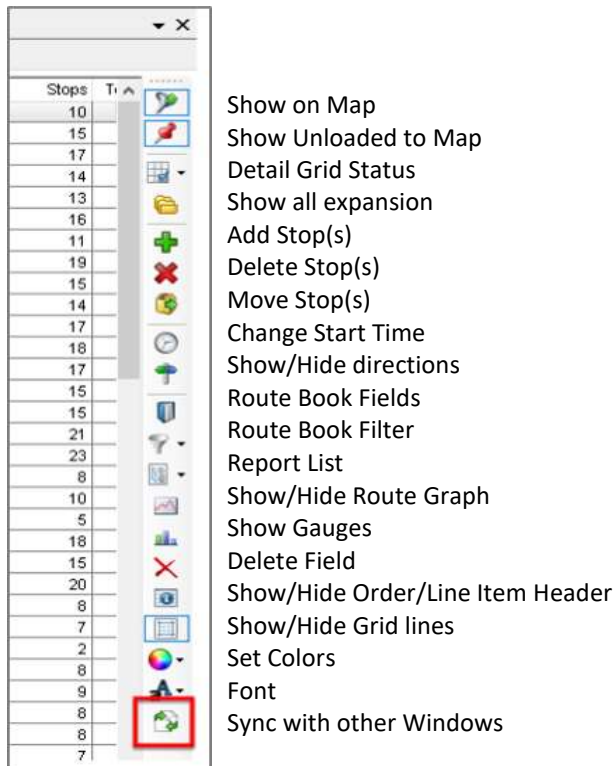 Stops T
10
15
17
14
13
16
11
19
15
14
17
18
17
15
15
21
23
8
10
5
18
15
20
8
7
2
8
9
8
8
7
Show on Map
Show Unloaded to Map
Detail Grid Status
Show all expansion
Add Stop(s)
Delete Stop(s)
Move Stop(s)
Change Start Time
Show/Hide directions
Route Book Fields
Route Book Filter
Report List
Show/Hide Route Graph
Show Gauges
Delete Field
Show/Hide Order/Line Item Header
Show/Hide Grid lines
Set Colors
Font
Sync with other Windows